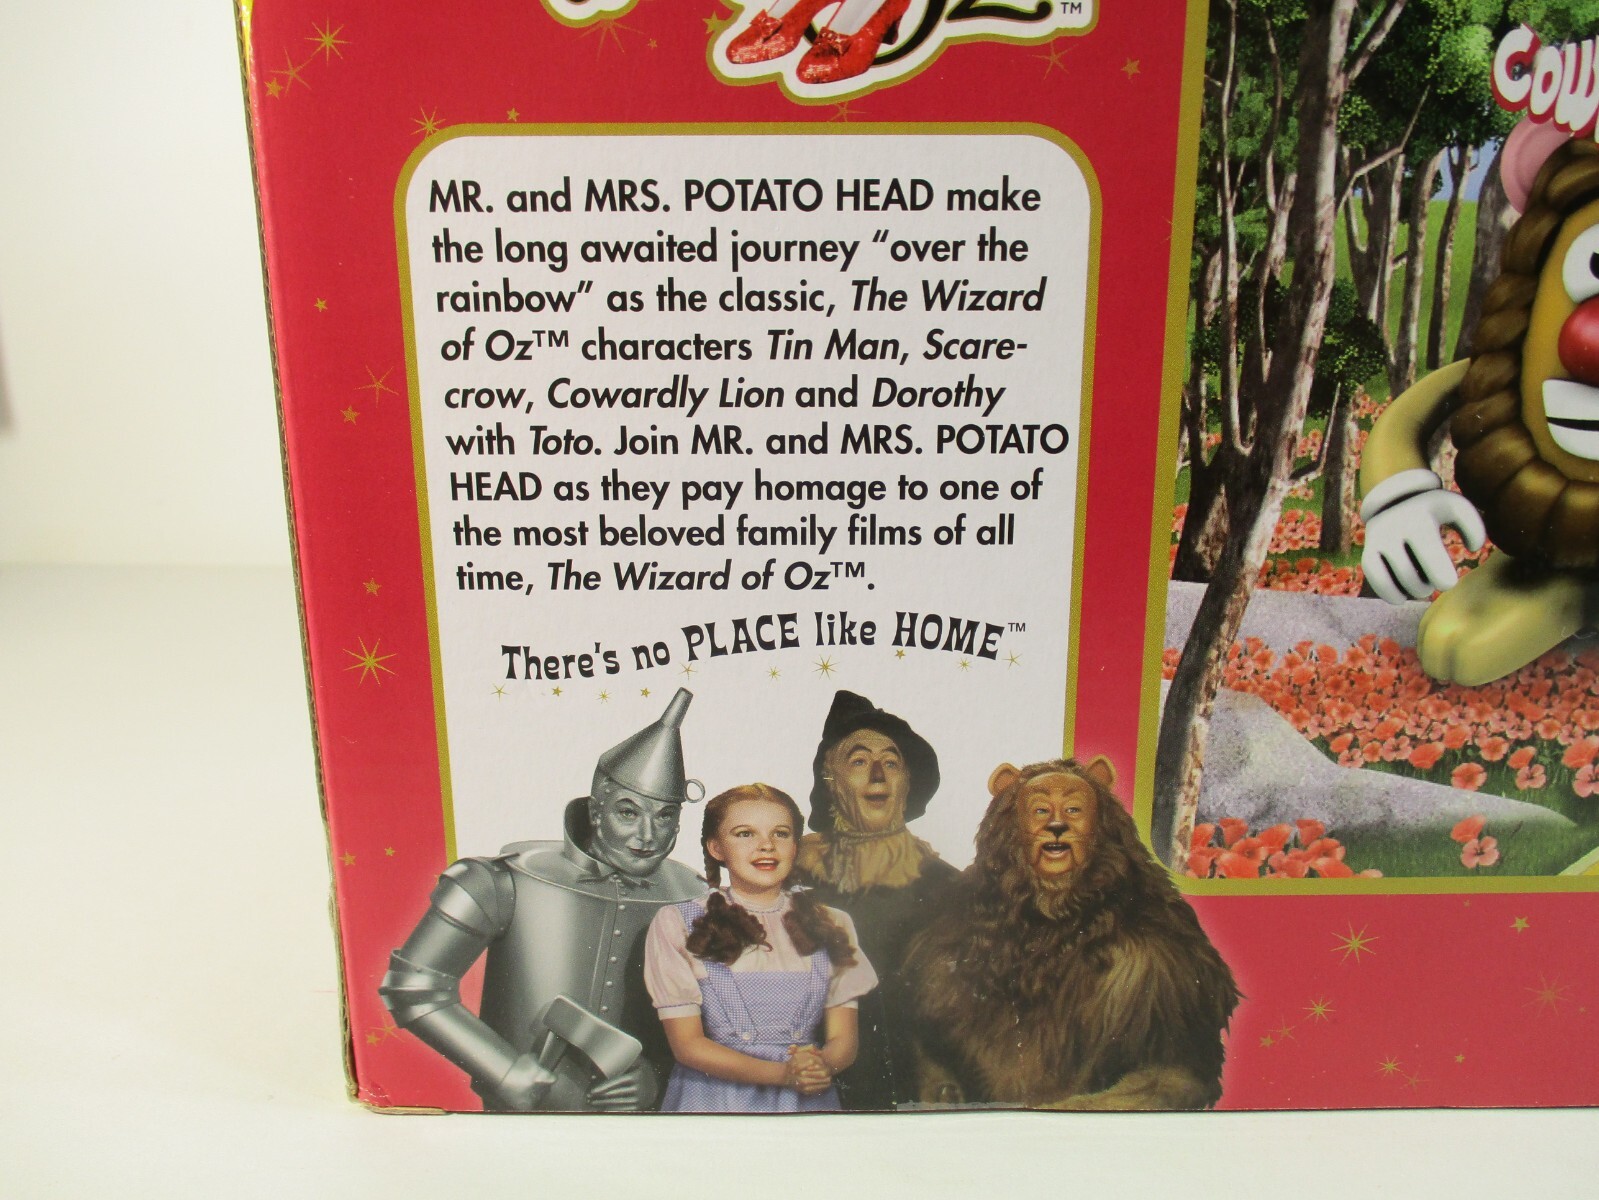 ™
MR. and MRS. POTATO HEAD make
the long awaited journey “over the
rainbow” as the classic, The Wizard
of Oz™ characters Tin Man, Scare-
crow, Cowardly Lion and Dorothy
with Toto. Join MR. and MRS. POTATO
HEAD as they pay homage to one of
the most beloved family films of all
time, The Wizard of Oz™.
There's no PLACE like HOME™